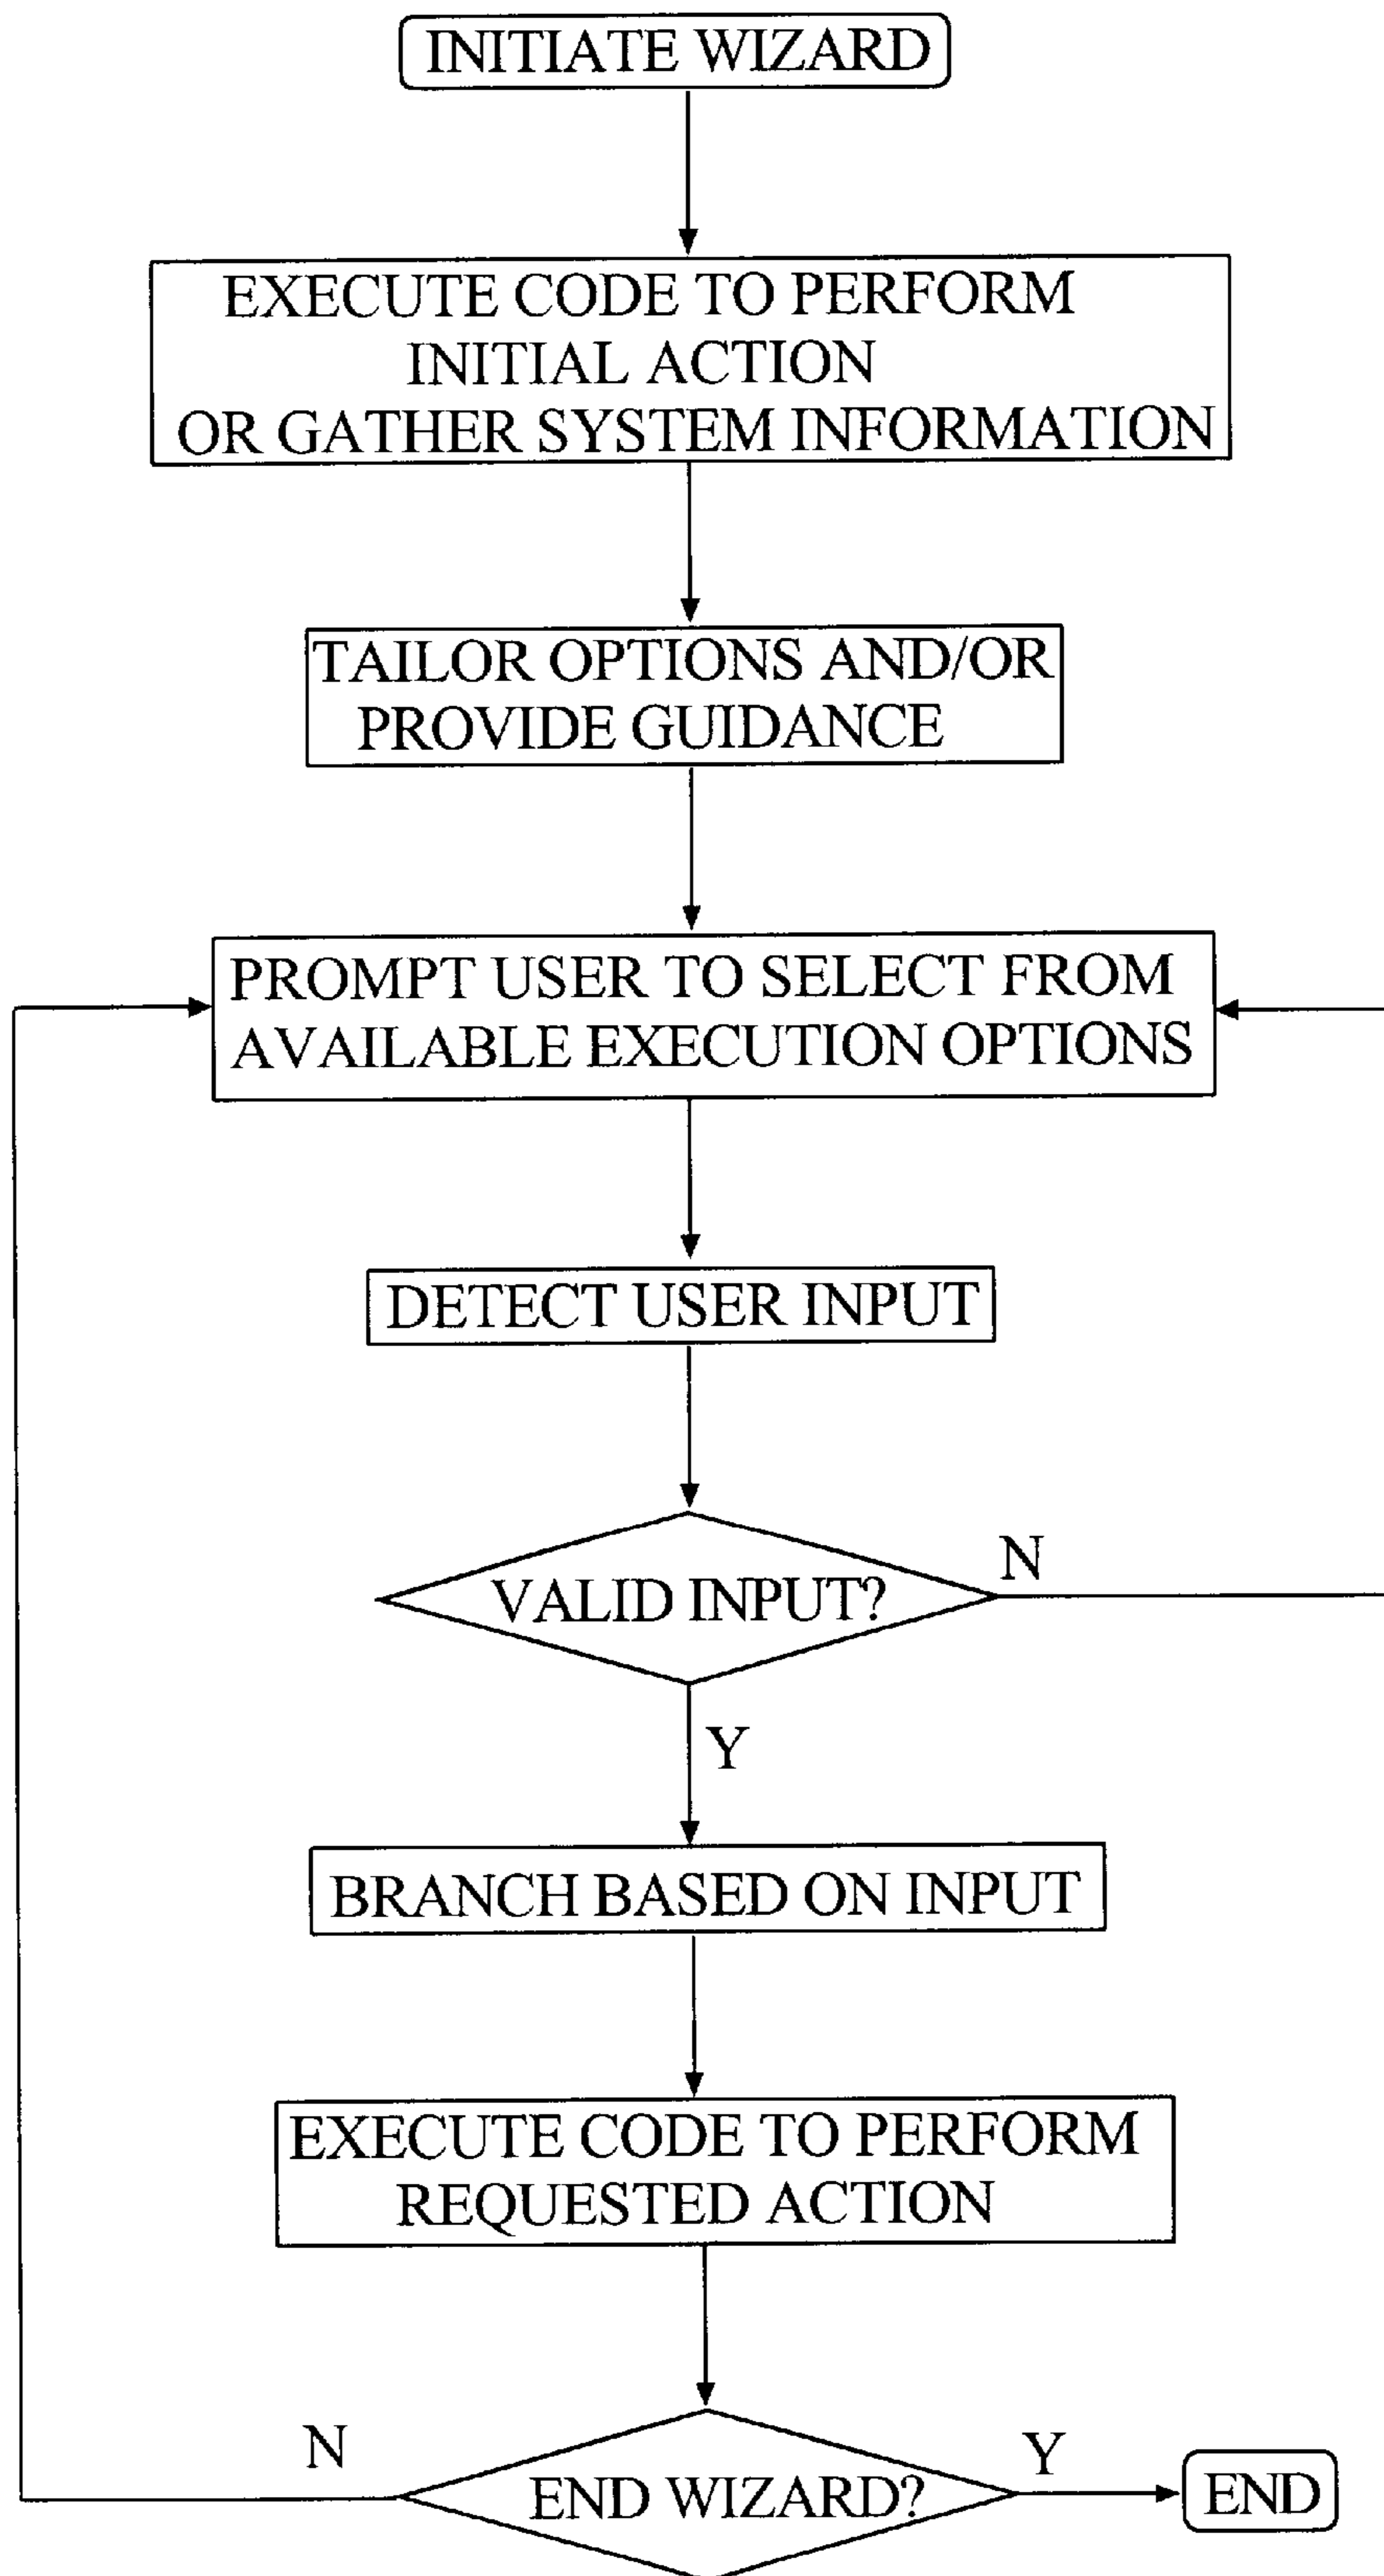 INITIATE WIZARD
EXECUTE CODE TO PERFORM
INITIAL ACTION
OR GATHER SYSTEM INFORMATION
TAILOR OPTIONS AND/OR
PROVIDE GUIDANCE
PROMPT USER TO SELECT FROM
AVAILABLE EXECUTION OPTIONS
DETECT USER INPUT
VALID INPUT?
N
Y
BRANCH BASED ON INPUT
EXECUTE CODE TO PERFORM
REQUESTED ACTION
N
END WIZARD?
Y
END